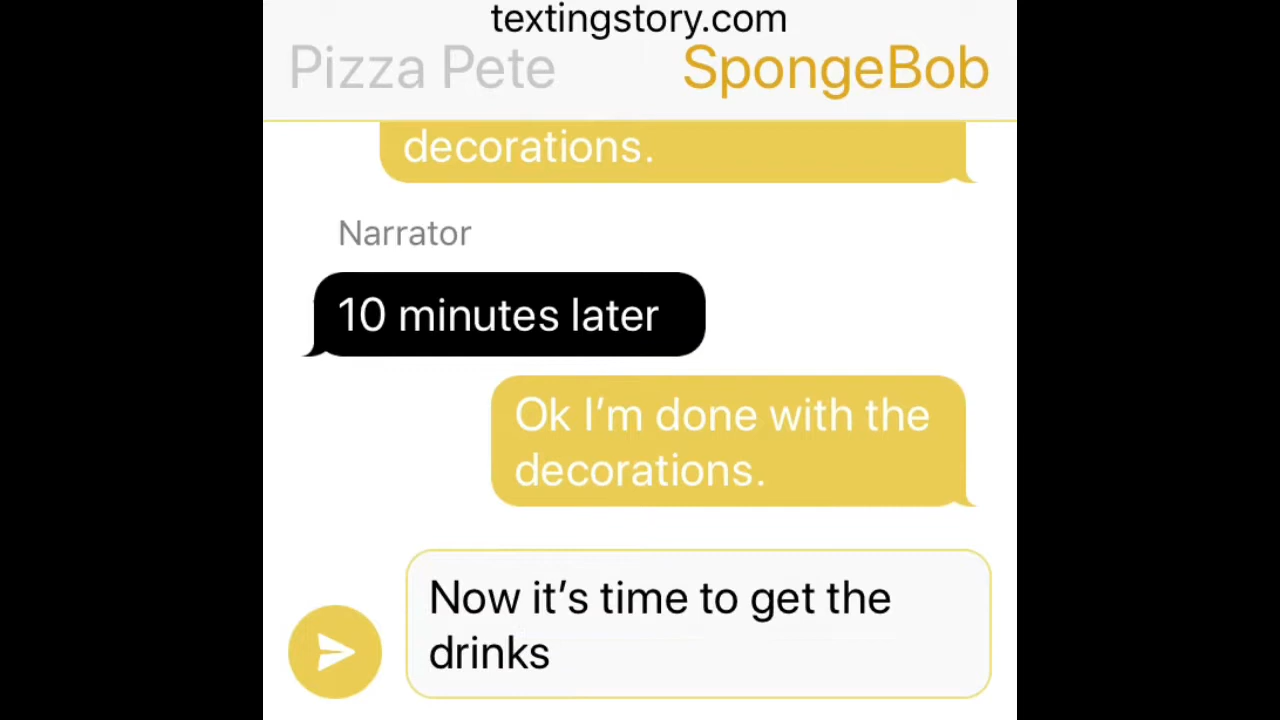 textingstory.com
Pizza Pete SpongeBob
decorations.
Narrator
10 minutes later
Ok I’m done with the
decorations.
Now it’s time to get the
drinks